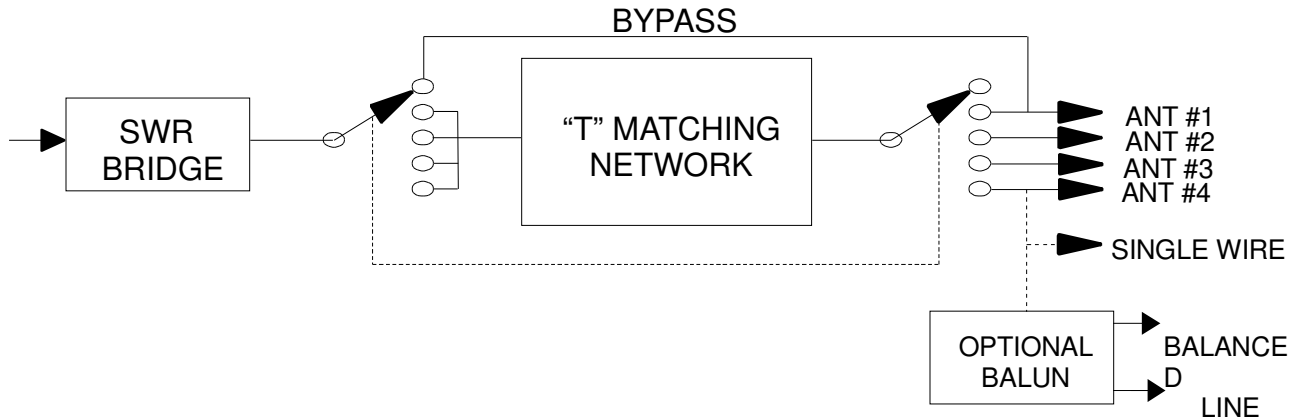 BYPASS
SWR
BRIDGE
“T” MATCHING
NETWORK
ANT #1
ANT #2
ANT #3
ANT #4
SINGLE WIRE
OPTIONAL
BALUN
BALANCE
D
LINE